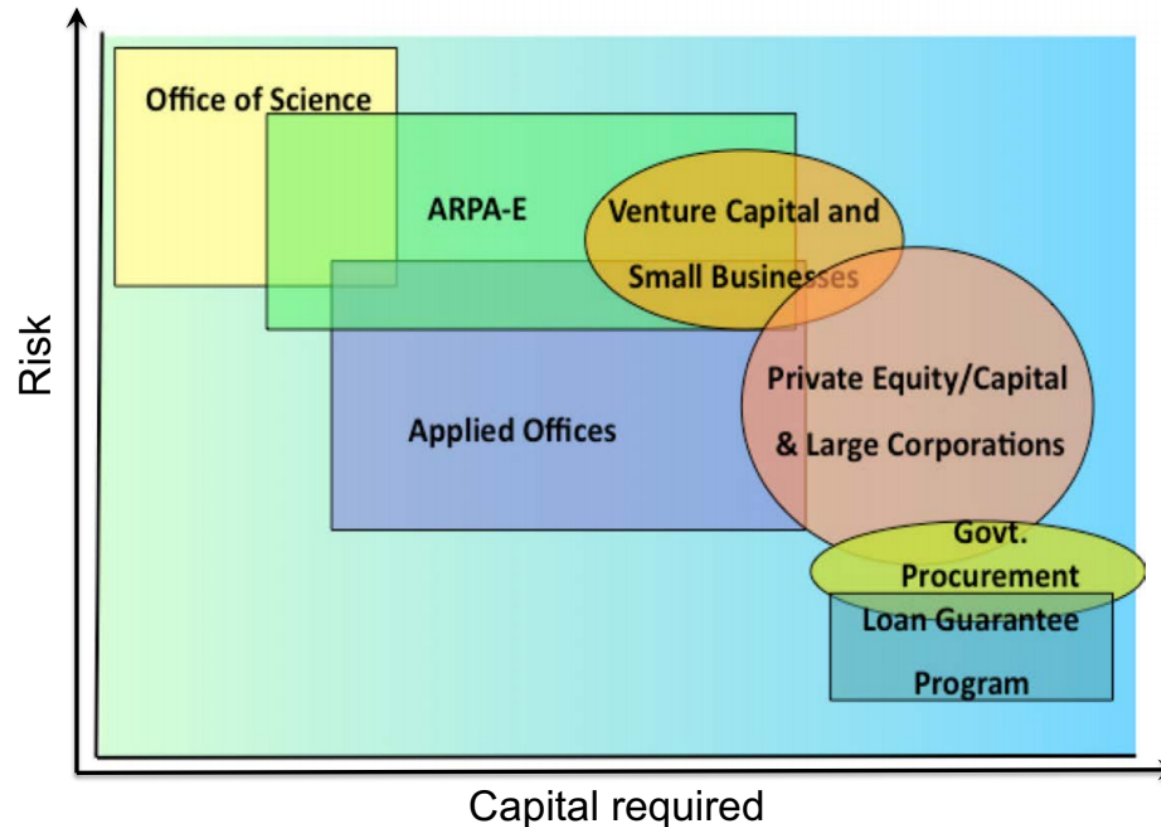 Office of Science
ARPA-E
Venture Capital and
Small Businesses
Risk
Private Equity/Capital
& Large Corporations
Applied Offices
Govt.
Procurement
Loan Guarantee
Program
Capital required